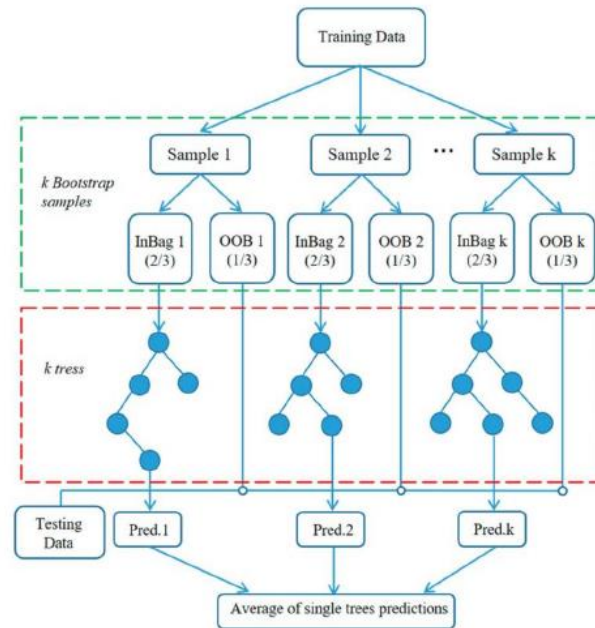 Training Data
Sample 1
Sample 2
...
Sample k
k Bootstrap
samples
InBag 1
(2/3)
OOB 1
(1/3)
InBag 2
(2/3)
OOB 2
(1/3)
InBag k
(2/3)
OOB k
(1/3)
k tress
Testing
Data
Pred.1
Pred.2
Pred.k
Average of single trees predictions